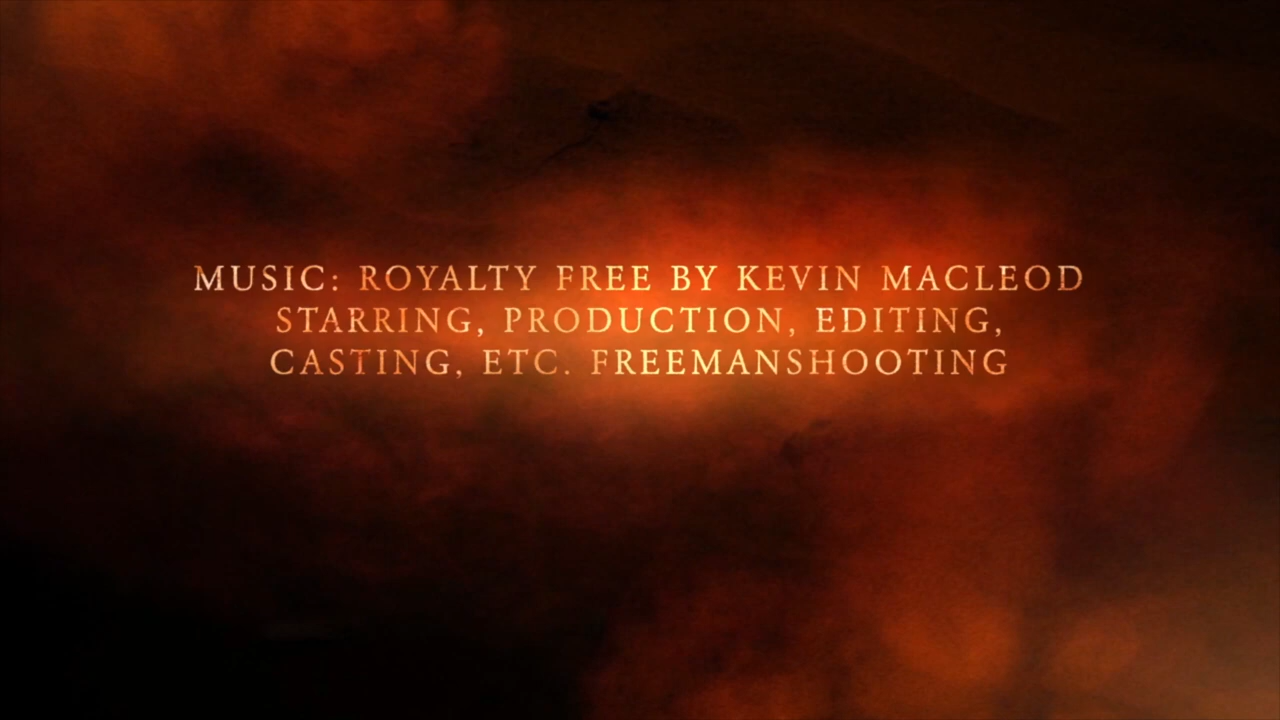 MUSIC: ROYALTY FREE BY KEVIN MACLEOD
STARRING, PRODUCTION, EDITING,
CASTING, ETC. FREEMANSHOOTING